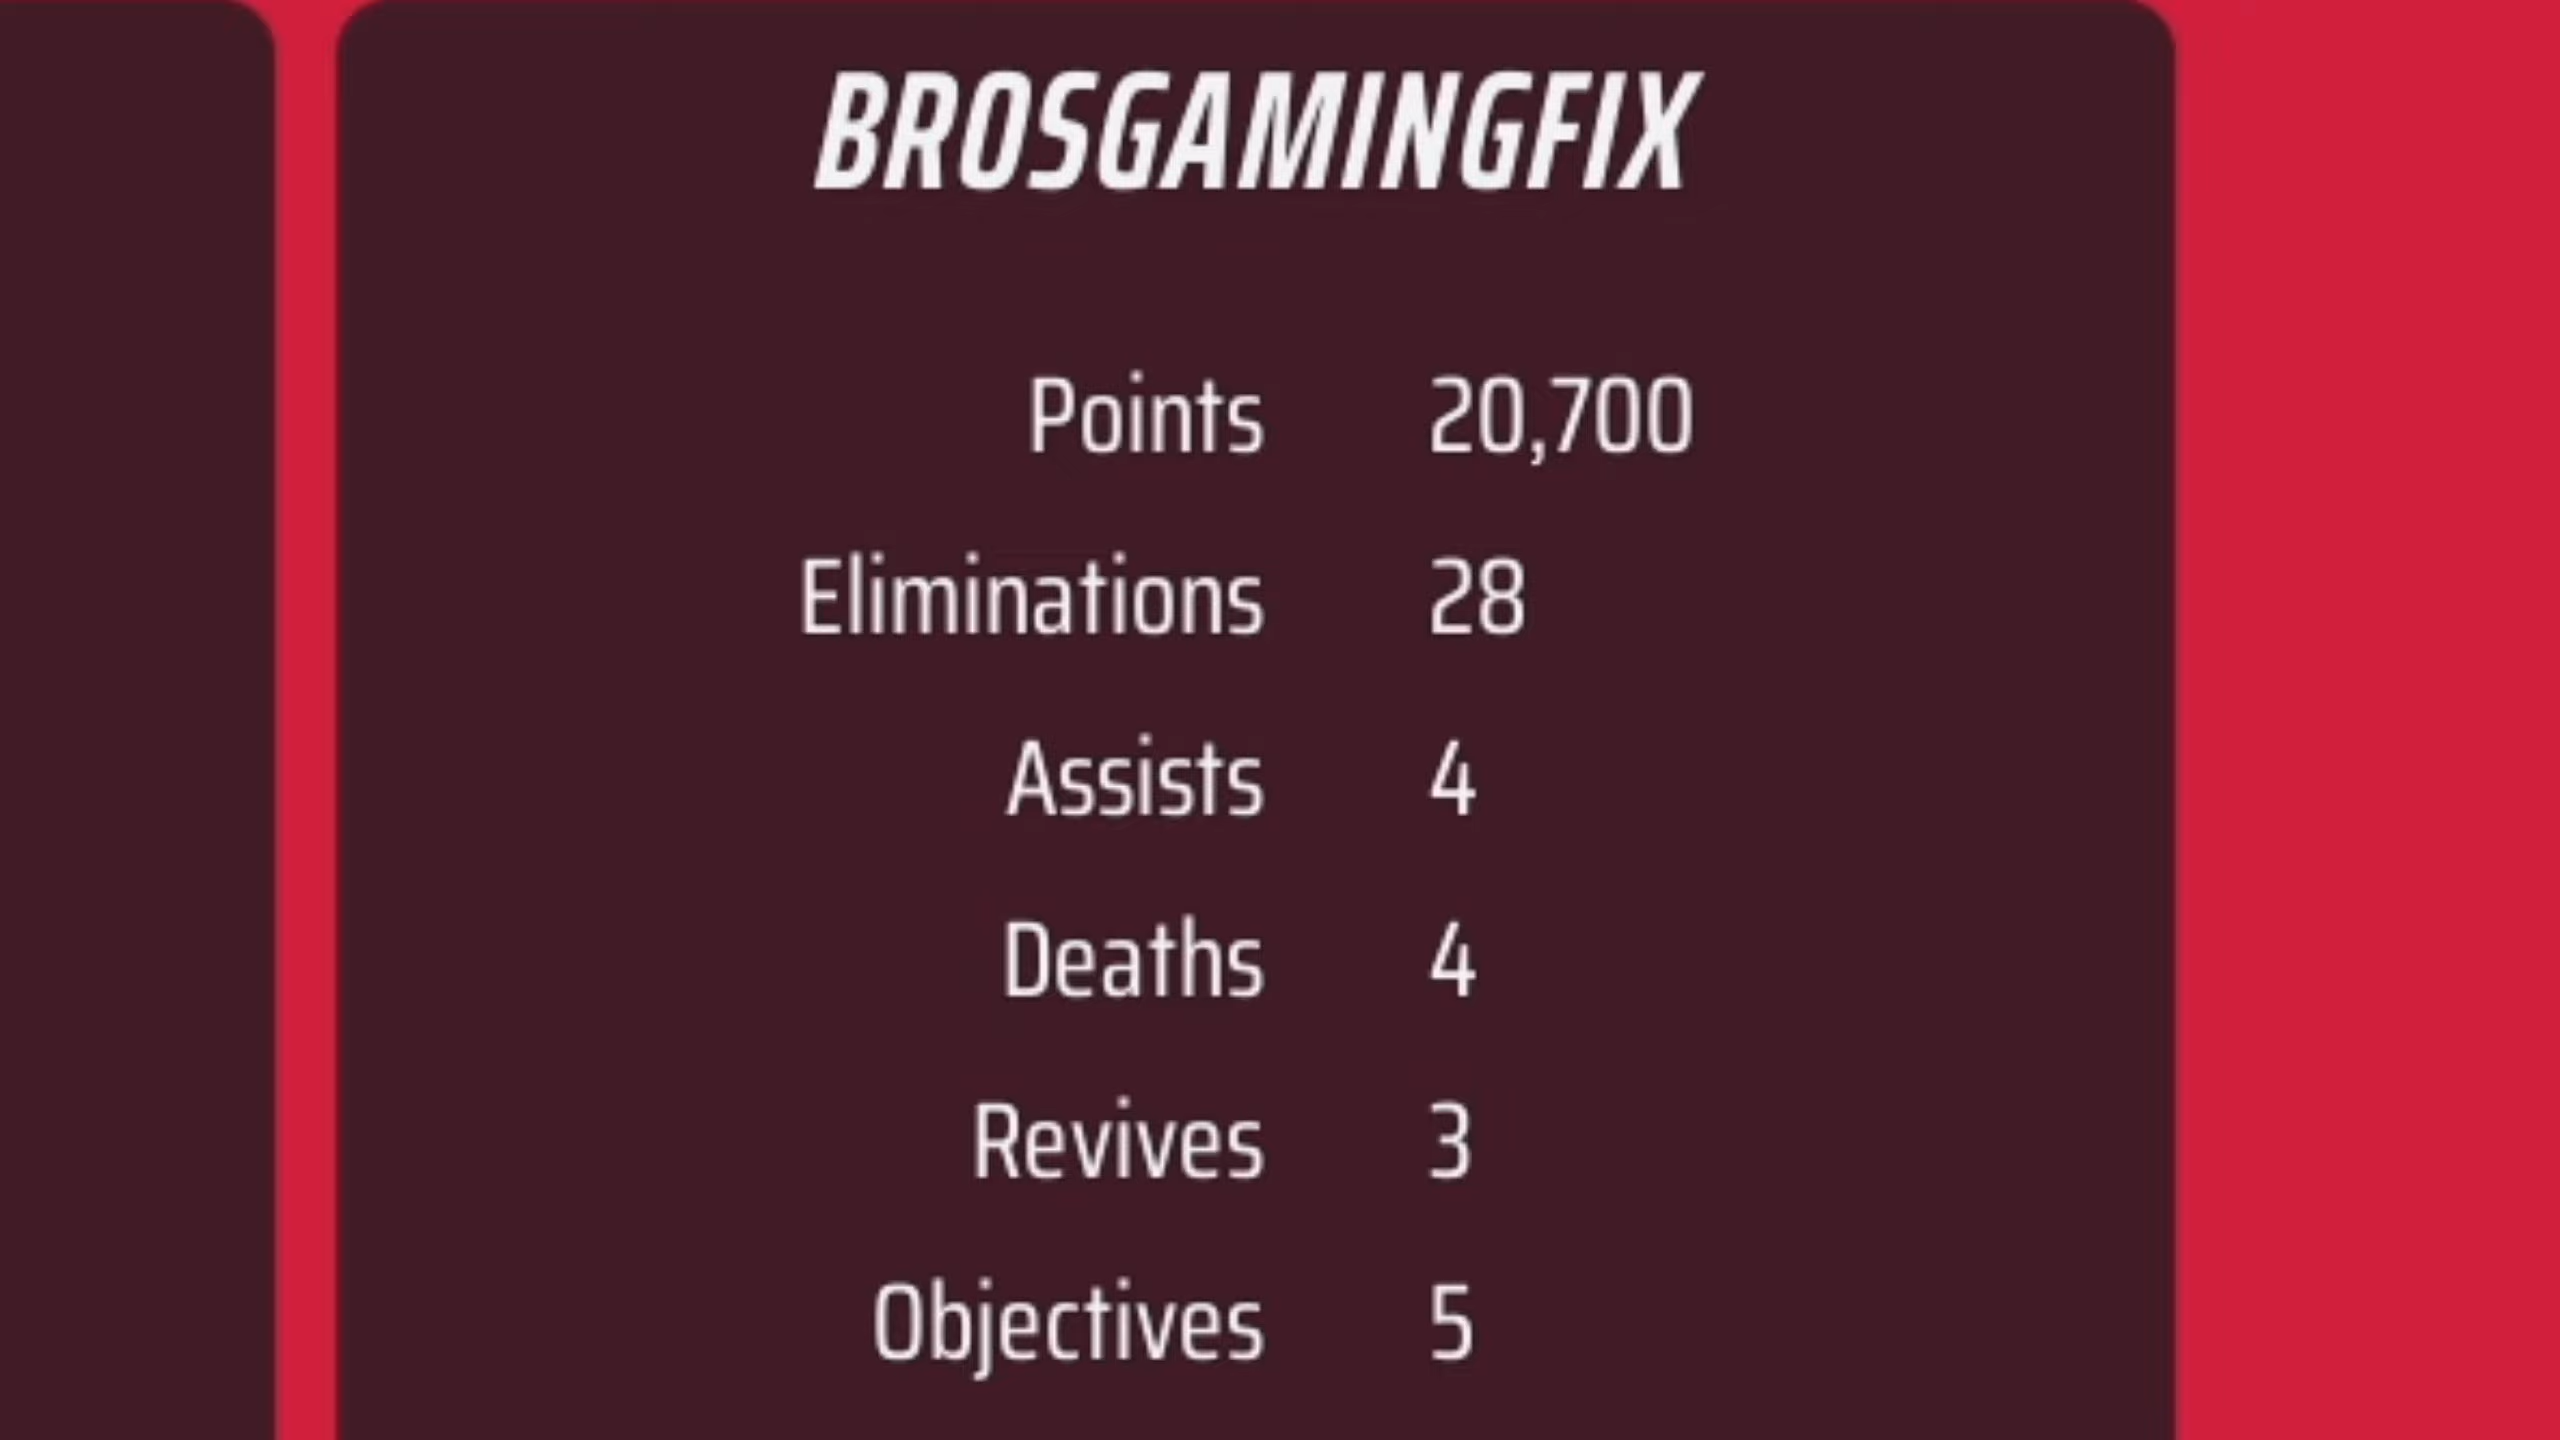 BROSGAMINGFIX
Points 20,700
Eliminations 28
Assists 4
Deaths 4
Revives 3
Objectives 5